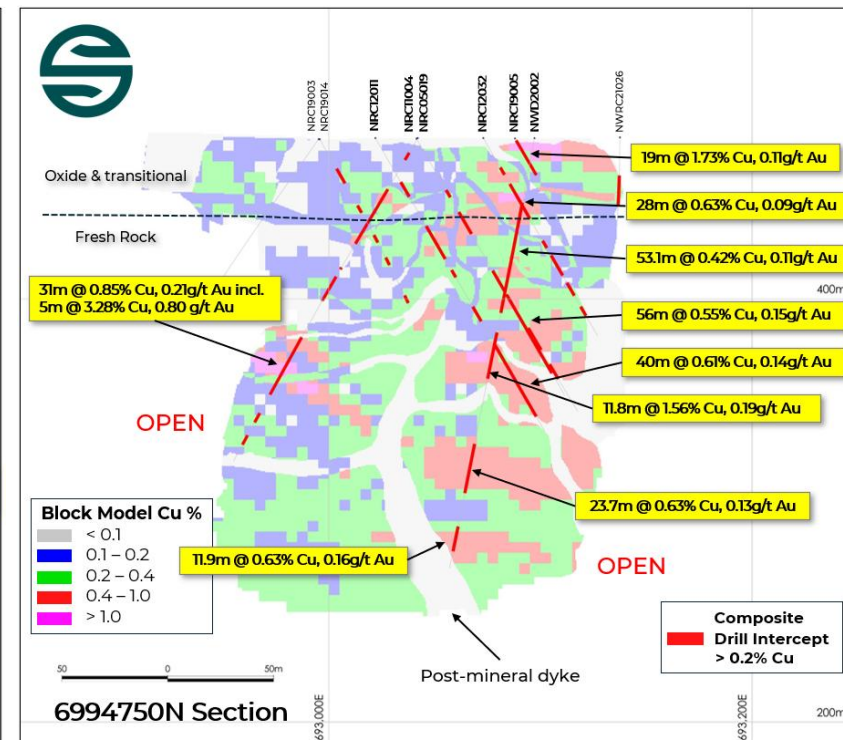 NRC19003
NRC19014
NRC12011
NRC11004
NRC05019
NRC12032
NRC19005
NWD2002
NWRC21026
19m @ 1.73% Cu, 0.11g/t Au
Oxide & transitional
28m @ 0.63% Cu, 0.09g/t Au
Fresh Rock
53.1m @ 0.42% Cu, 0.11g/t Au
31m @ 0.85% Cu, 0.21g/t Au incl.
5m @ 3.28% Cu, 0.80 g/t Au
400m
56m @ 0.55% Cu, 0.15g/t Au
40m @ 0.61% Cu, 0.14g/t Au
11.8m @ 1.56% Cu, 0.19g/t Au
OPEN
23.7m @ 0.63% Cu, 0.13g/t Au
Block Model Cu %
< 0.1
0.1 – 0.2
0.2 – 0.4
0.4 – 1.0
> 1.0
11.9m @ 0.63% Cu, 0.16g/t Au
OPEN
Composite
Drill Intercept
> 0.2% Cu
50 0 50m
Post-mineral dyke
6994750N Section
693,000E
693,200E
200m